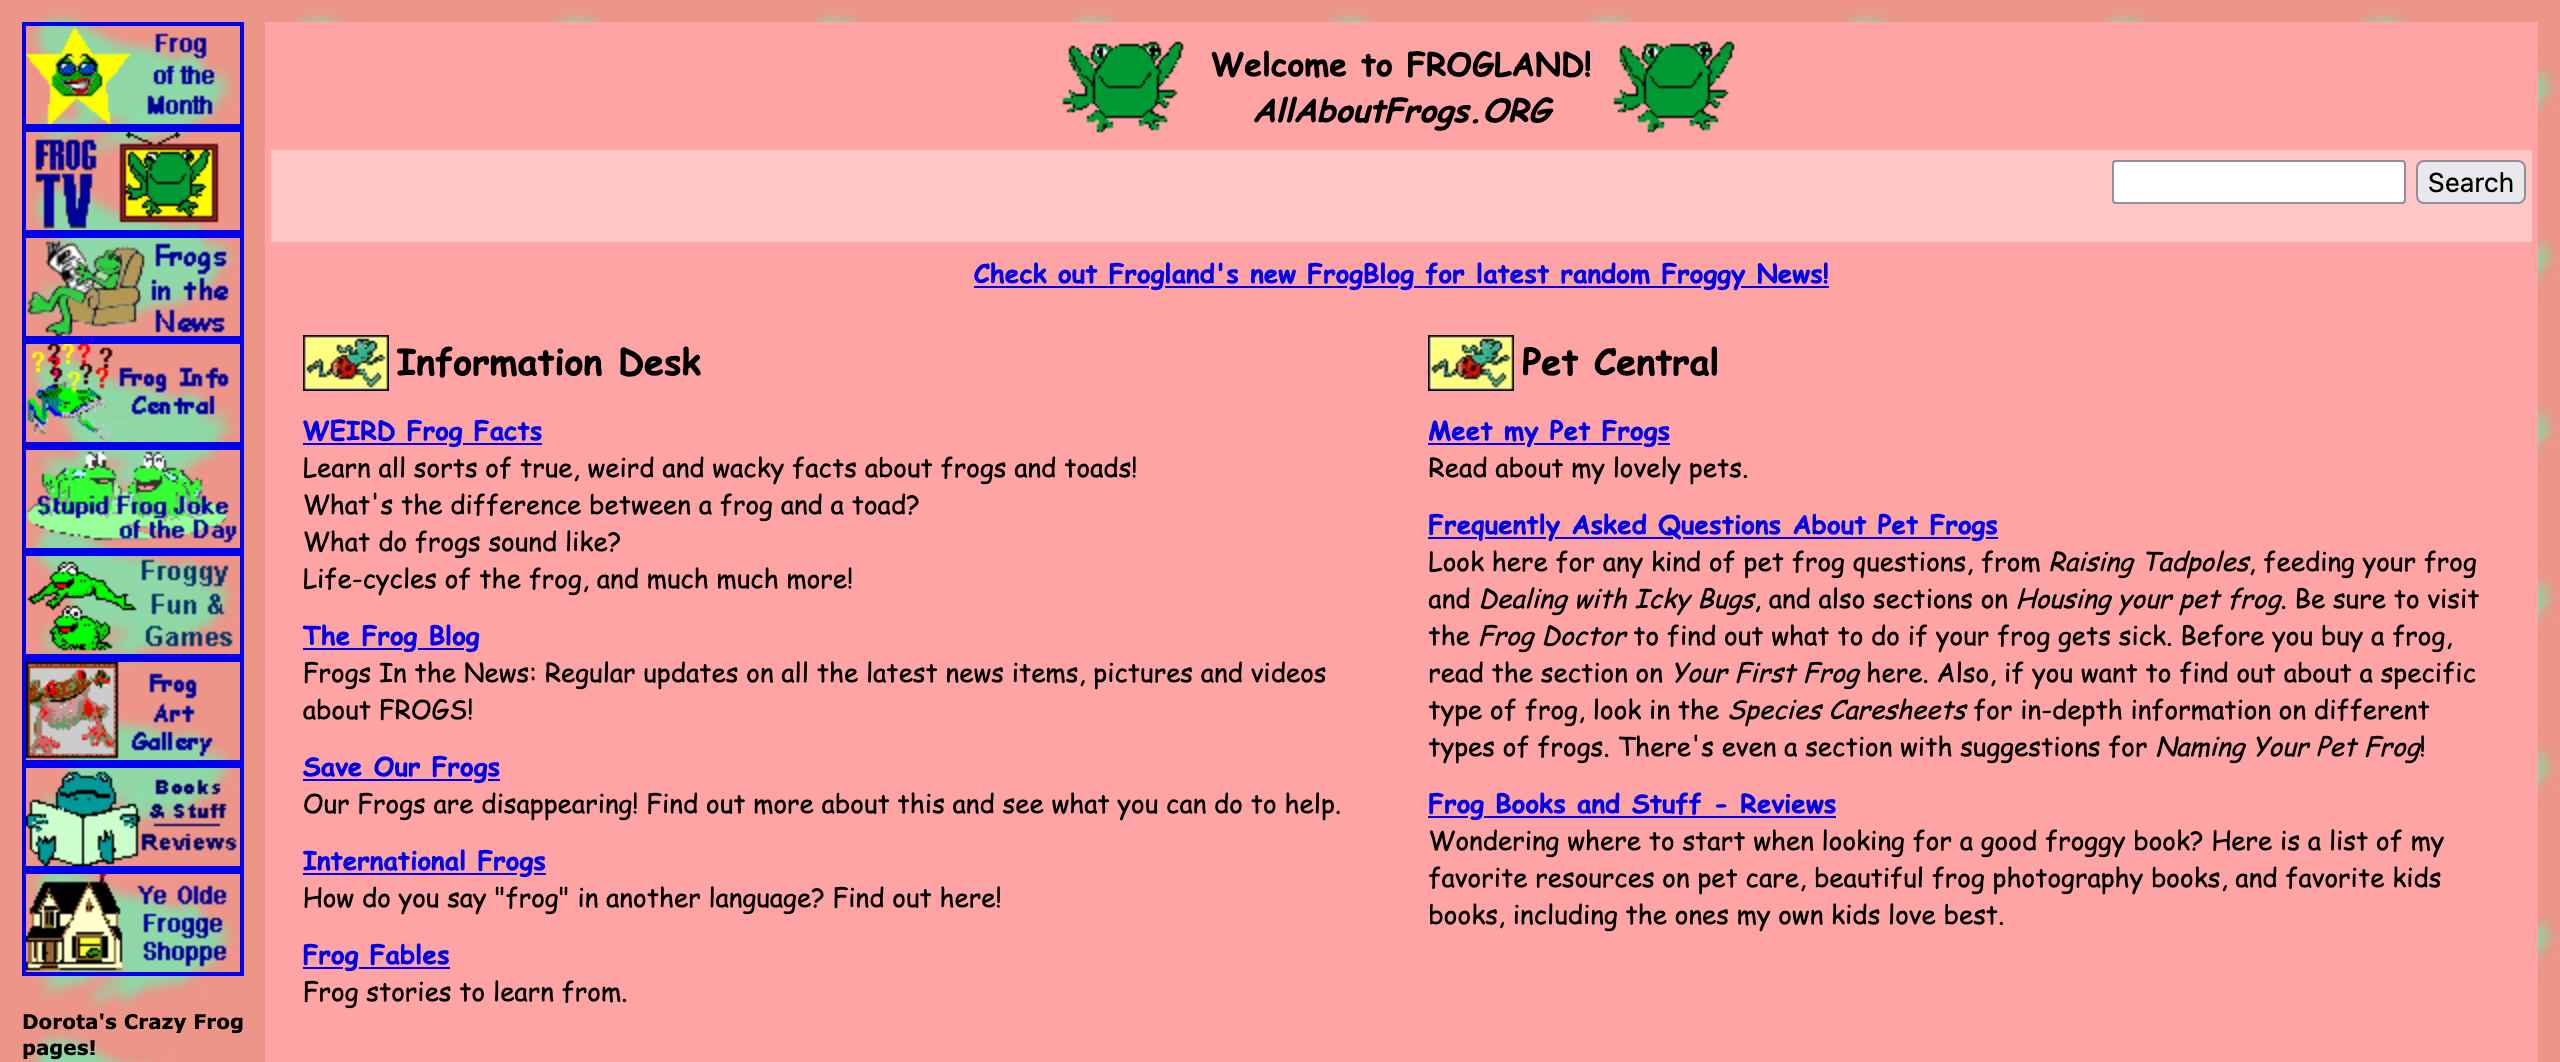 Frog
of the
Month
FROG
TV
Frogs
in the
News
? ? ? ? ?
? ? ? ? ?
Frog Info
Central
Stupid Frog Joke
of the Day
Froggy
Fun &
Games
Frog
Art
Gallery
Books
& Stuff
Reviews
Ye Olde
Frogge
Shoppe
Dorota's Crazy Frog
pages!
Welcome to FROGLAND!
AllAboutFrogs.ORG
Search
Check out Frogland's new FrogBlog for latest random Froggy News!
Information Desk
WEIRD Frog Facts
Learn all sorts of true, weird and wacky facts about frogs and toads!
What's the difference between a frog and a toad?
What do frogs sound like?
Life-cycles of the frog, and much much more!
The Frog Blog
Frogs In the News: Regular updates on all the latest news items, pictures and videos
about FROGS!
Save Our Frogs
Our Frogs are disappearing! Find out more about this and see what you can do to help.
International Frogs
How do you say "frog" in another language? Find out here!
Frog Fables
Frog stories to learn from.
Pet Central
Meet my Pet Frogs
Read about my lovely pets.
Frequently Asked Questions About Pet Frogs
Look here for any kind of pet frog questions, from Raising Tadpoles, feeding your frog
and Dealing with Icky Bugs, and also sections on Housing your pet frog. Be sure to visit
the Frog Doctor to find out what to do if your frog gets sick. Before you buy a frog,
read the section on Your First Frog here. Also, if you want to find out about a specific
type of frog, look in the Species Caresheets for in-depth information on different
types of frogs. There's even a section with suggestions for Naming Your Pet Frog!
Frog Books and Stuff - Reviews
Wondering where to start when looking for a good froggy book? Here is a list of my
favorite resources on pet care, beautiful frog photography books, and favorite kids
books, including the ones my own kids love best.